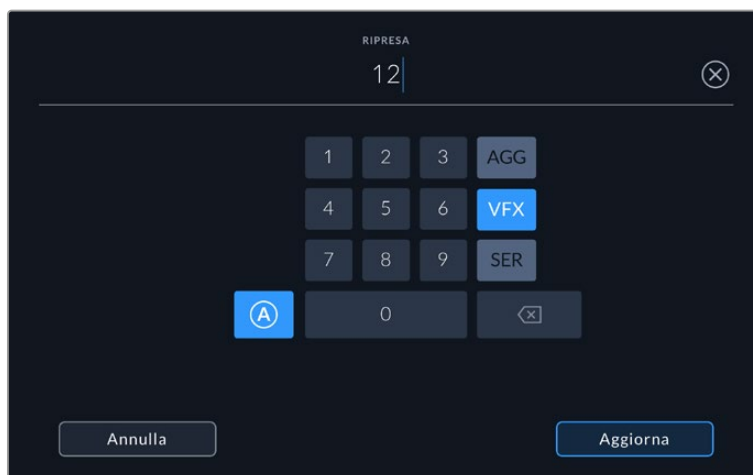 RIPRESA
12
1 2 3 AGG
4 5 6 VFX
7 8 9 SER
A 0
Annulla Aggiorna